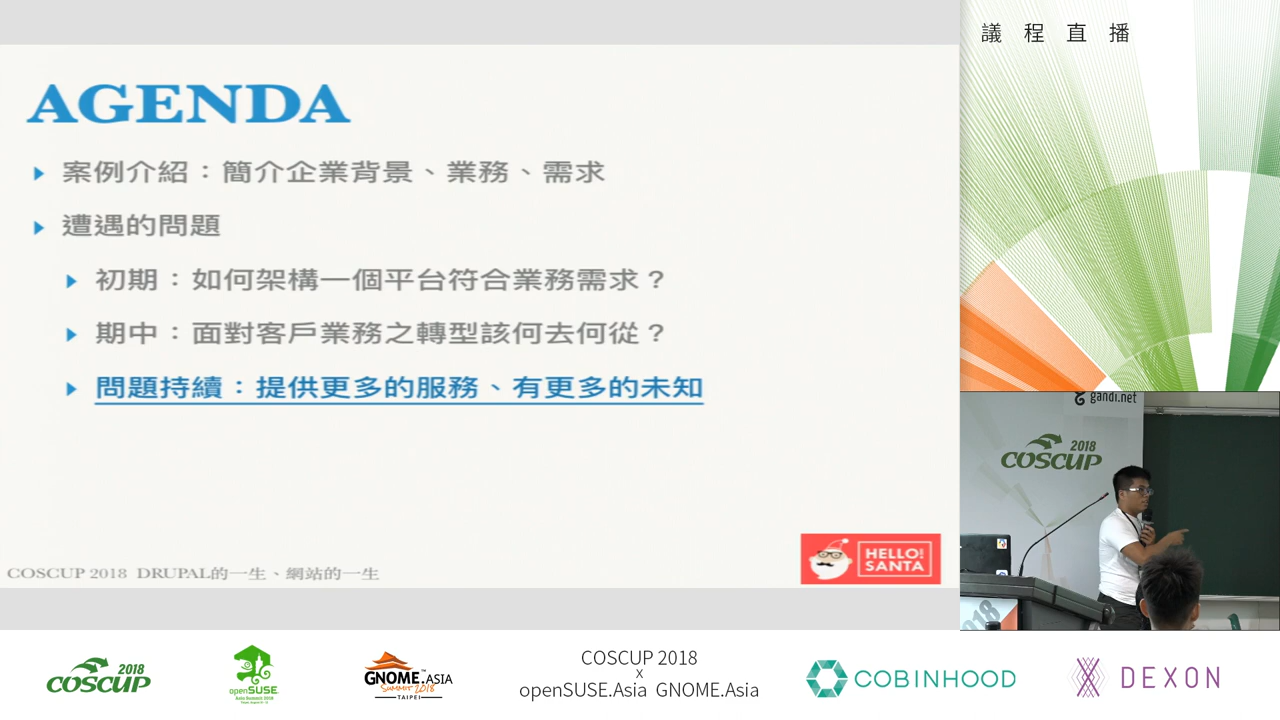 議程直播
AGENDA
案例介紹：簡介企業背景、業務、需求
遭遇的問題
初期：如何架構一個平台符合業務需求？
期中：面對客戶業務之轉型該何去何從？
問題持續：提供更多的服務、有更多的未知
HELLO!
SANTA
COSCUP 2018 DRUPAL的一生、網站的一生
gandi.net
2018
COSCUP
2018
2018
COSCUP
openSUSE
GNOME.ASIA
SUMMIT 2018
TAIPEI
COSCUP 2018
x
openSUSE.Asia GNOME.Asia
COBINHOOD
DEXON